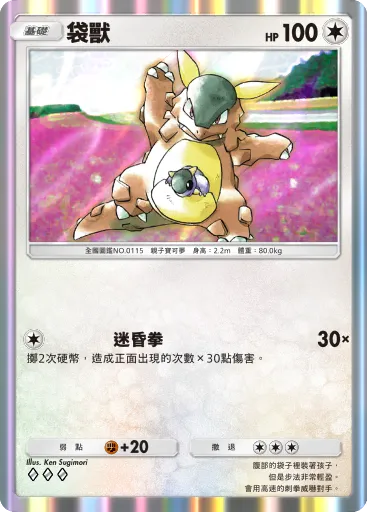 基礎 袋獸 HP 100
全國圖鑑NO.0115 親子寶可夢 身高：2.2m 體重：80.0kg
迷昏拳 30×
擲2次硬幣，造成正面出現的次數×30點傷害。
弱點 +20 撤退
Illus. Ken Sugimori
腹部的袋子裡裝著孩子，
但是步法非常輕盈。
會用高速的刺拳威嚇對手。